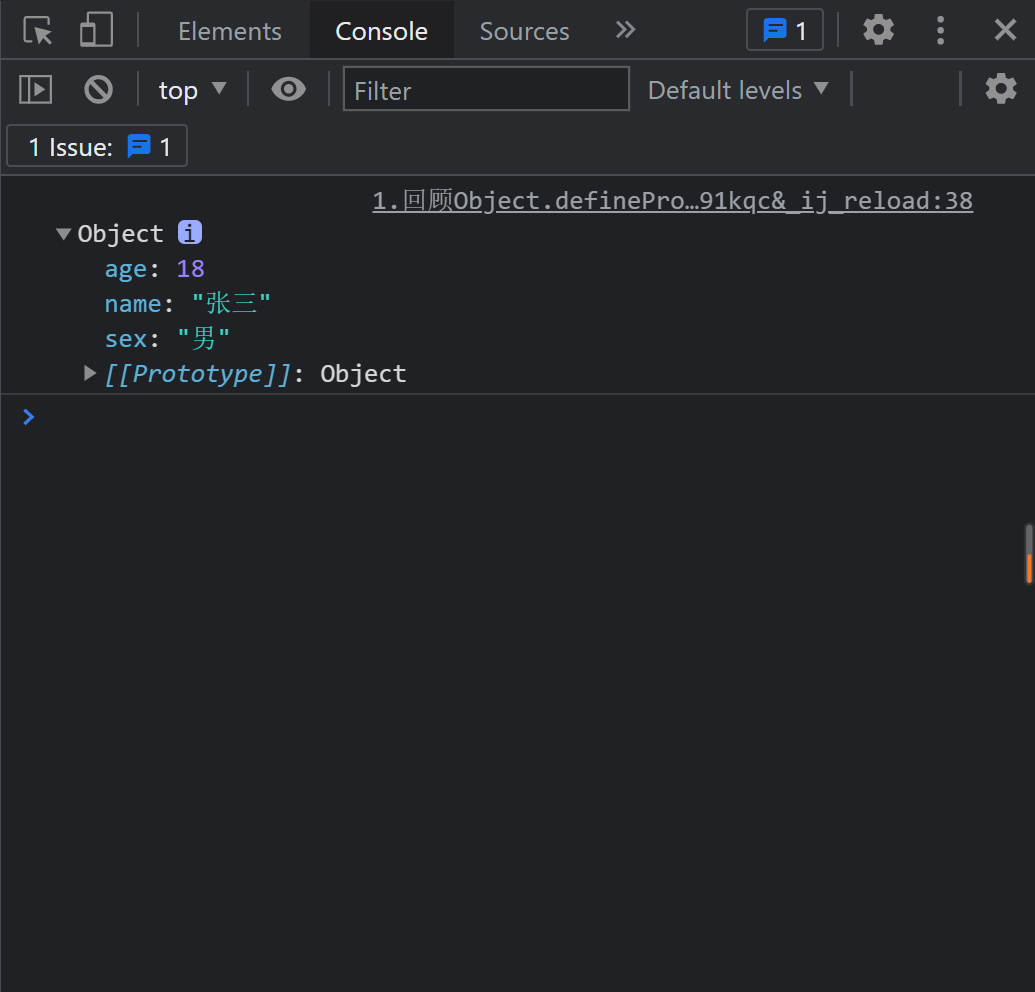 Elements Console Sources 1
top Filter Default levels
1 Issue: 1
1.回顾Object.definePro…91kqc&_ij_reload:38
Object i
age: 18
name: "张三"
sex: "男"
[[Prototype]]: Object